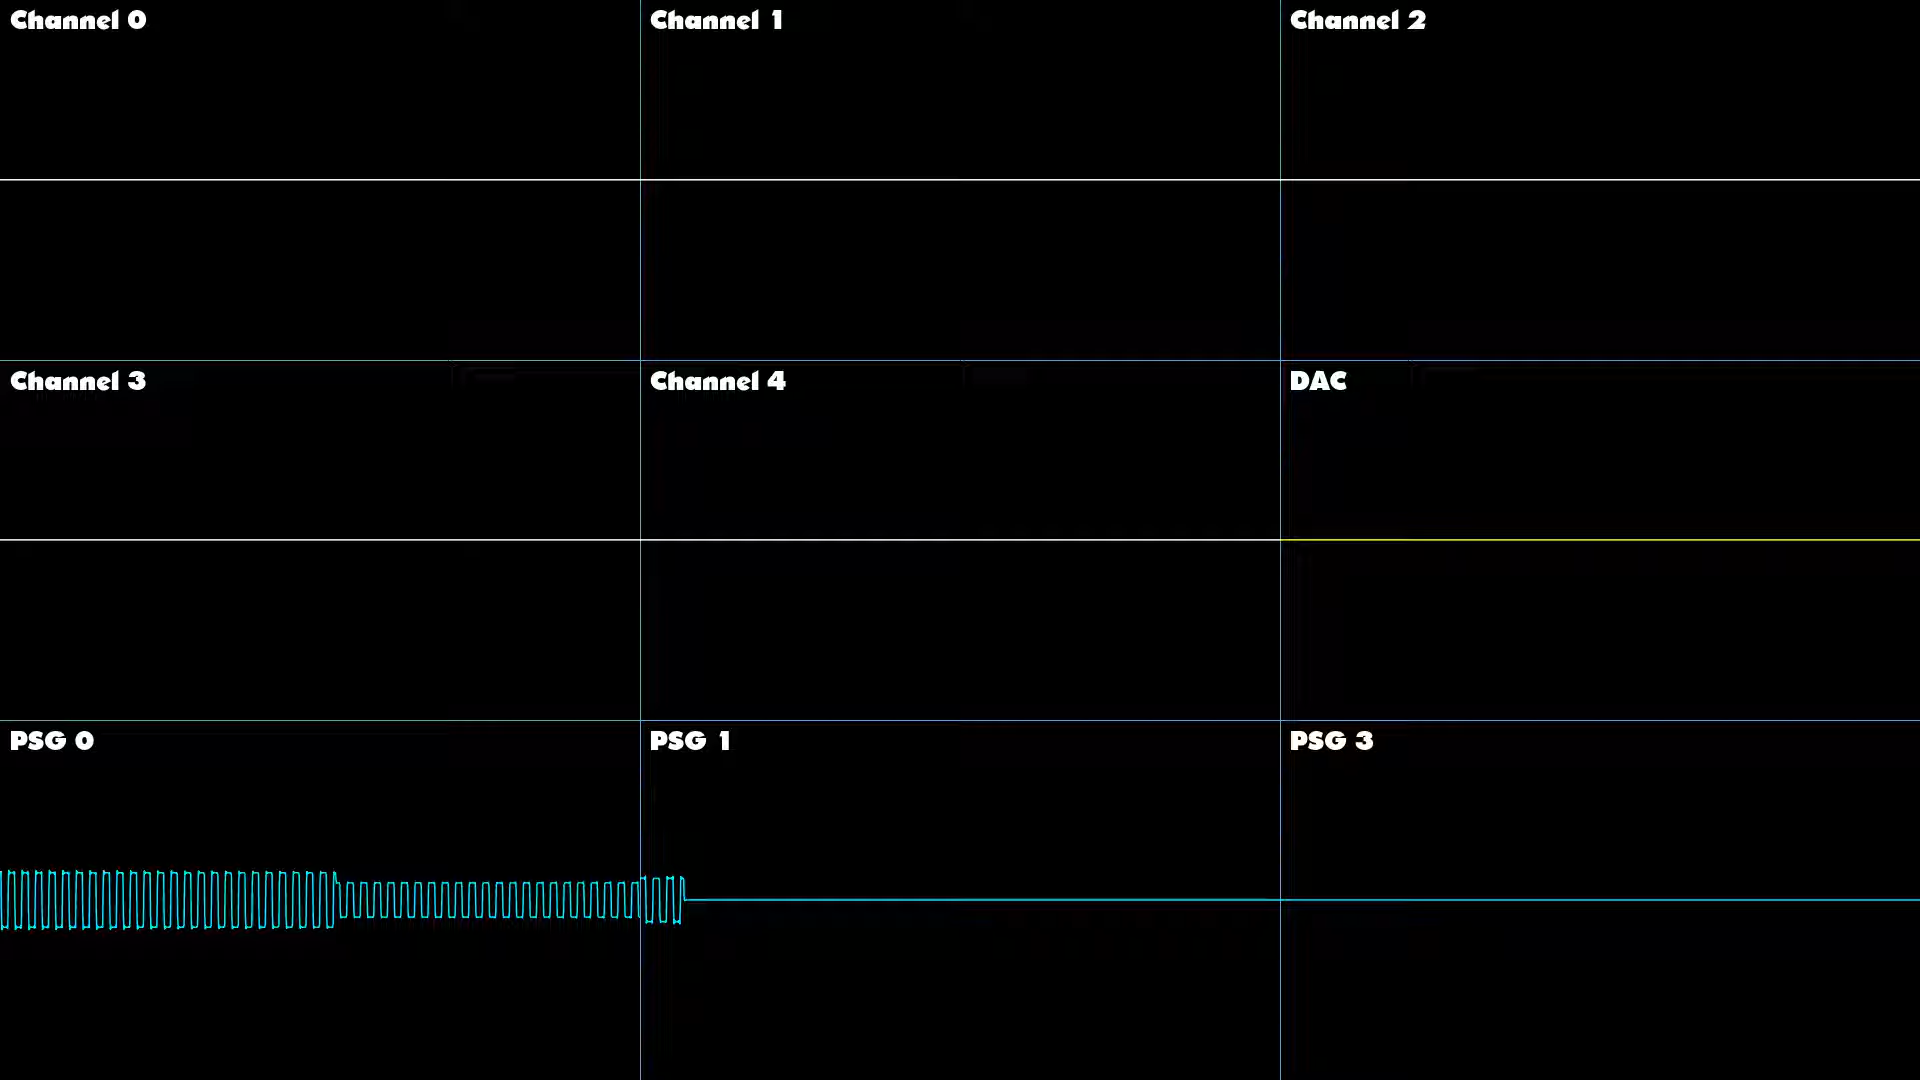 Channel 0
Channel 1
Channel 2
Channel 3
Channel 4
DAC
PSG 0
PSG 1
PSG 3